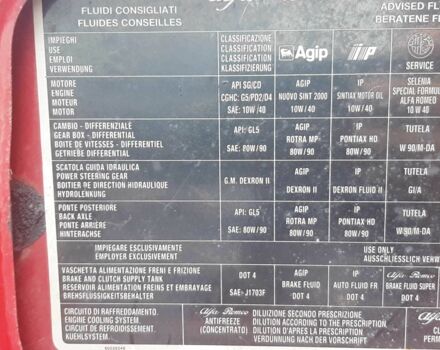 FLUIDI CONSIGLIATI
FLUIDES CONSEILLES
Alfa
ADVISED FL
BERATENE F
IMPIEGHI
USE
EMPLOI
VERWENDUNG
CLASSIFICAZIONE
CLASSIFICATION
CLASSIFICATION
KLASSIFIZIERUNG
Agip
IP
SERVICE
MOTORE
ENGINE
MOTEUR
MOTOR
API SG/CD
CCMC: G5/PD2/D4
SAE: 10W/40
AGIP
NUOVO SINT 2000
10W/40
IP
SINTIAX MOTOR OIL
10W/40
SELENIA
SPECIAL FORMULA
ALFA ROMEO
10 W 40
CAMBIO - DIFFERENZIALE
GEAR BOX - DIFFERENTIAL
BOITE DE VITESSES - DIFFERENTIEL
GETRIEBE DIFFERENTIAL
API: GL5
SAE: 80W/90
AGIP
ROTRA MP
80W/90
IP
PONTIAX HD
80W/90
TUTELA
W 90/M-DA
SCATOLA GUIDA IDRAULICA
POWER STEERING GEAR
BOITIER DE DIRECTION HIDRAULIQUE
HYDROLENKUNG
G.M. DEXRON II
AGIP
DEXRON II
IP
DEXRON FLUID II
TUTELA
GI/A
PONTE POSTERIORE
BACK AXLE
PONTE ARRIÈRE
HINTERACHSE
API: GL5
SAE: 80W/90
AGIP
ROTRA MP
80W/90
IP
PONTIAX HD
80W/90
TUTELA
W 90/M-DA
IMPIEGARE ESCLUSIVAMENTE
EMPLOYER EXCLUSIVEMENT
USE ONLY
AUSSCHLIESSLICH VERW
VASCHETTA ALIMENTAZIONE FRENI E FRIZIONE
BRAKE AND CLUTCH SUPPLY TANK
RESERVOIR ALIMENTATION FREINS ET EMBRAYAGE
BREHSFLUSSIGKEITSBEHALTER
DOT 4
SAE: J1703F
AGIP
BRAKE FLUID
DOT 4
IP
AUTO FLUID FR
DOT 4
Alfa Romeo
BRAKE FLUID SUPER
DOT 4
CIRCUITO DI RAFFREDDAMENTO.
ENGINE COOLING SYSTEM
CIRCUIT DE REFROIDISSEMENT.
KUEHLSYSTEM.
Alfa Romeo
ANTIFREEZE
(CONCENTRATO)
DILUIZIONE SECONDO PRESCRIZIONE.
DILUTION ACCORDING TO THE PRESCRIPTION
DILUTION D'APRES LA PRESCRIPTION.